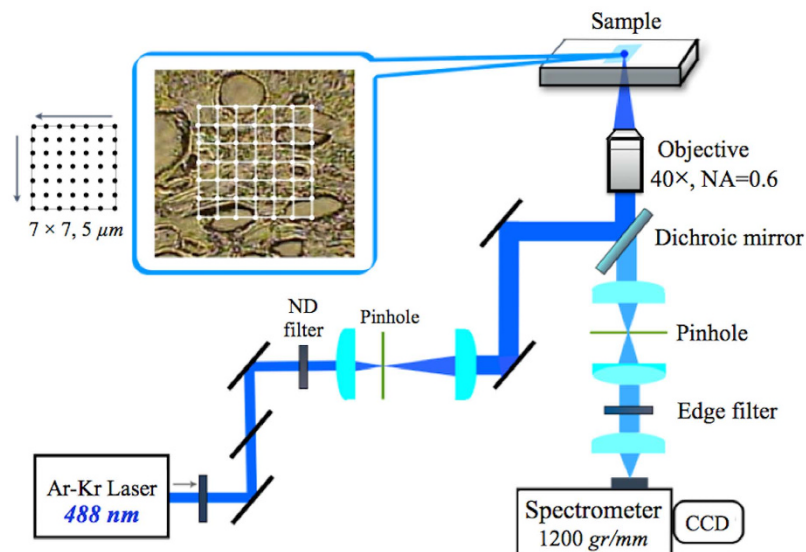 Sample
7 × 7, 5 μm
Objective
40×, NA=0.6
Dichroic mirror
ND
filter
Pinhole
Pinhole
Edge filter
Ar-Kr Laser
488 nm
Spectrometer
1200 gr/mm
CCD